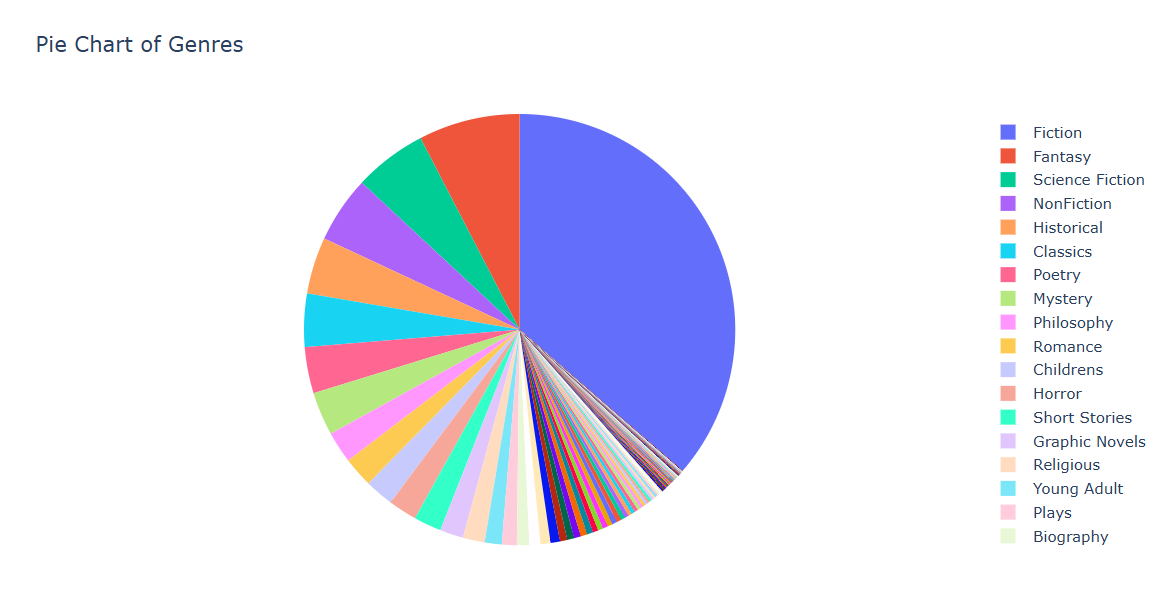 Pie Chart of Genres
Fiction
Fantasy
Science Fiction
NonFiction
Historical
Classics
Poetry
Mystery
Philosophy
Romance
Childrens
Horror
Short Stories
Graphic Novels
Religious
Young Adult
Plays
Biography